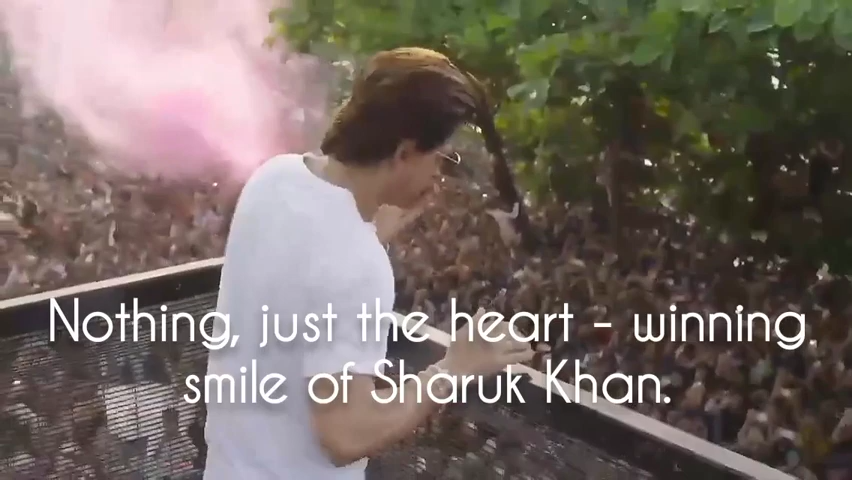 Nothing, just the heart - winning
smile of Sharuk Khan.